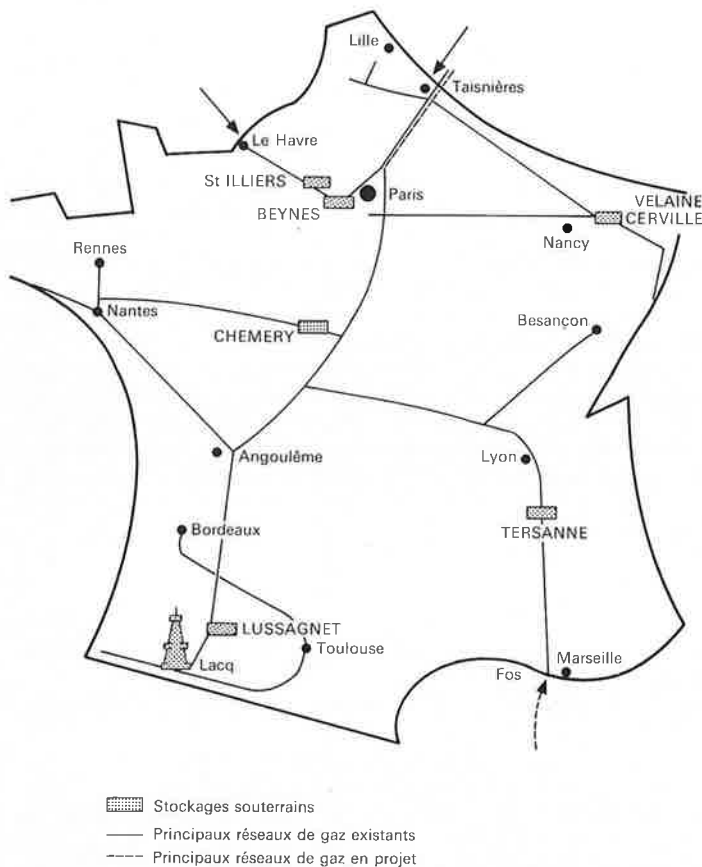 Lille
Taisnières
Le Havre
St ILLIERS
Paris
BEYNES
VELAINE
CERVILLE
Nancy
Rennes
Nantes
Besançon
CHEMERY
Angoulême
Lyon
Bordeaux
TERSANNE
LUSSAGNET
Toulouse
Lacq
Marseille
Fos
Stockages souterrains
Principaux réseaux de gaz existants
Principaux réseaux de gaz en projet